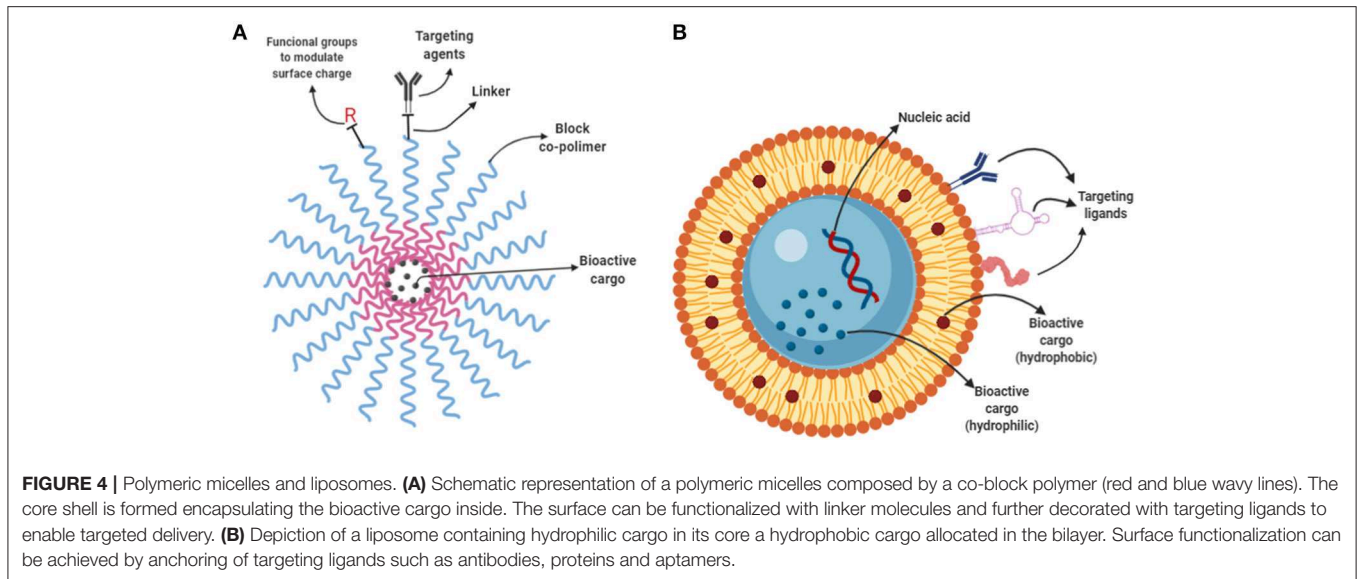 A
Funcional groups
to modulate
surface charge
R
Targeting
agents
Linker
Block
co-polimer
Bioactive
cargo
B
Nucleic acid
Targeting
ligands
Bioactive
cargo
(hydrophobic)
Bioactive
cargo
(hydrophilic)
FIGURE 4 | Polymeric micelles and liposomes. (A) Schematic representation of a polymeric micelles composed by a co-block polymer (red and blue wavy lines). The
core shell is formed encapsulating the bioactive cargo inside. The surface can be functionalized with linker molecules and further decorated with targeting ligands to
enable targeted delivery. (B) Depiction of a liposome containing hydrophilic cargo in its core a hydrophobic cargo allocated in the bilayer. Surface functionalization can
be achieved by anchoring of targeting ligands such as antibodies, proteins and aptamers.